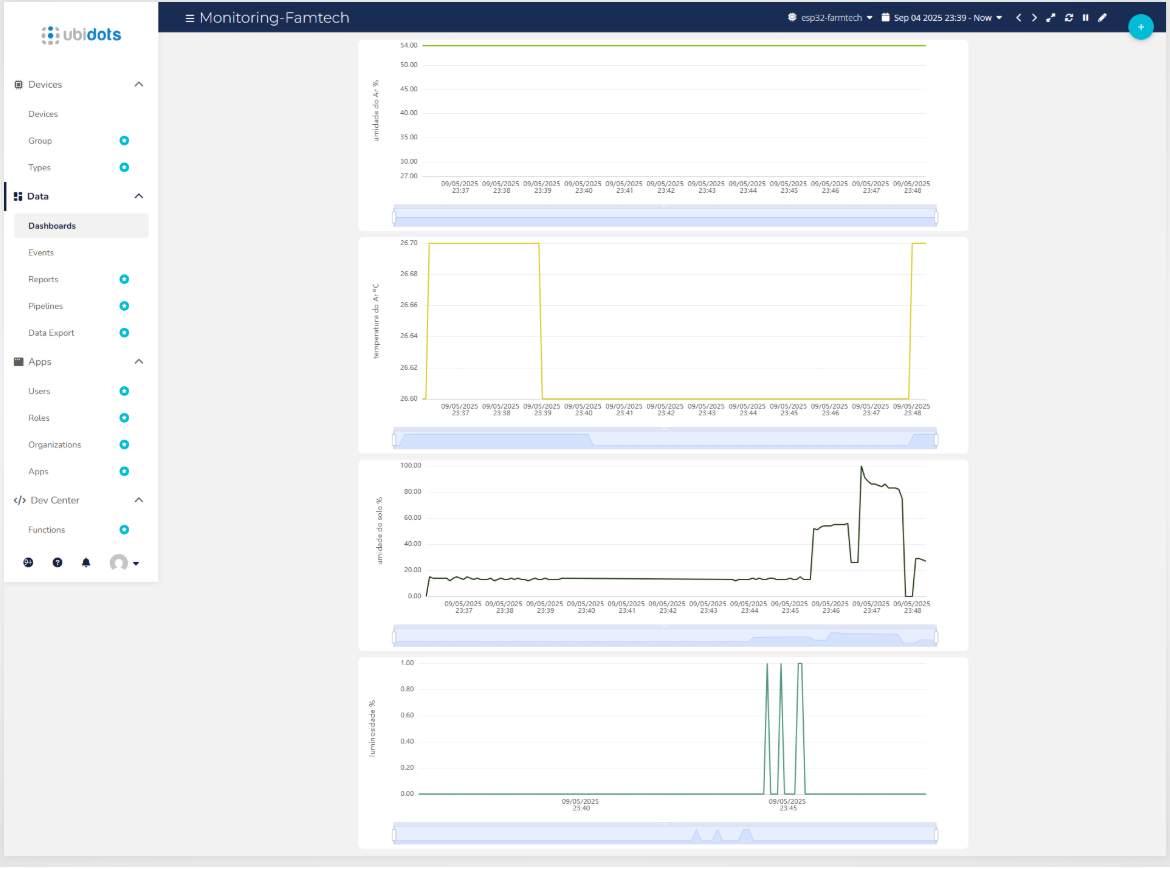 ubidots
Monitoring-Famtech
esp32-farmtech
Sep 04 2025 23:39 - Now
+
Devices
Devices
Group
Types
Data
Dashboards
Events
Reports
Pipelines
Data Export
Apps
Users
Roles
Organizations
Apps
</> Dev Center
Functions
9+
?
umidade do Ar %
54.00
50.00
45.00
40.00
35.00
30.00
27.00
09/05/2025 09/05/2025 09/05/2025 09/05/2025 09/05/2025 09/05/2025 09/05/2025 09/05/2025 09/05/2025 09/05/2025 09/05/2025 09/05/2025
23:37 23:38 23:39 23:40 23:41 23:42 23:43 23:44 23:45 23:46 23:47 23:48
temperatura do Ar ºC
26.70
26.68
26.66
26.64
26.62
26.60
09/05/2025 09/05/2025 09/05/2025 09/05/2025 09/05/2025 09/05/2025 09/05/2025 09/05/2025 09/05/2025 09/05/2025 09/05/2025 09/05/2025
23:37 23:38 23:39 23:40 23:41 23:42 23:43 23:44 23:45 23:46 23:47 23:48
umidade do solo %
100.00
80.00
60.00
40.00
20.00
0.00
09/05/2025 09/05/2025 09/05/2025 09/05/2025 09/05/2025 09/05/2025 09/05/2025 09/05/2025 09/05/2025 09/05/2025 09/05/2025 09/05/2025
23:37 23:38 23:39 23:40 23:41 23:42 23:43 23:44 23:45 23:46 23:47 23:48
luminosidade %
1.00
0.80
0.60
0.40
0.20
0.00
09/05/2025 09/05/2025
23:40 23:45